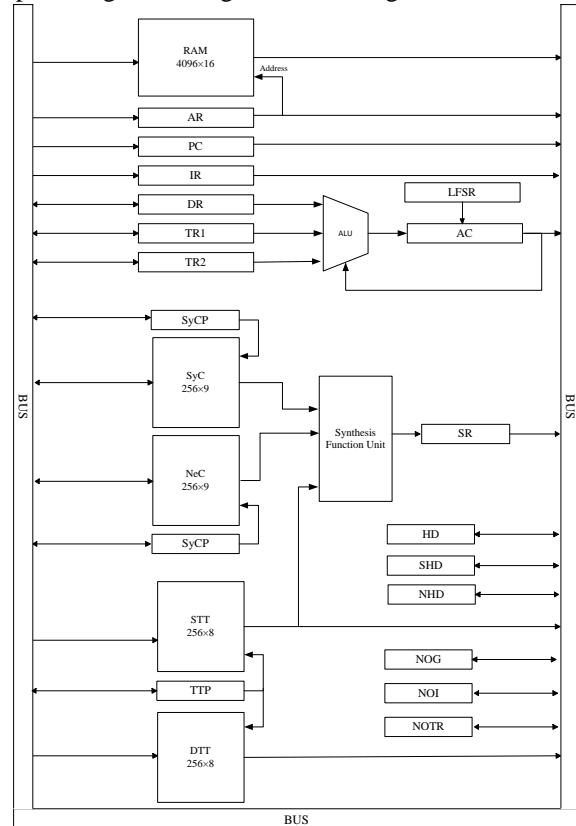 RAM
4096×16
Address
AR
PC
IR
DR
LFSR
ALU
TR1
AC
TR2
SyCP
SyC
256×9
BUS
BUS
Synthesis
Function Unit
SR
NeC
256×9
SyCP
HD
SHD
NHD
STT
256×8
NOG
TTP
NOI
NOTR
DTT
256×8
BUS